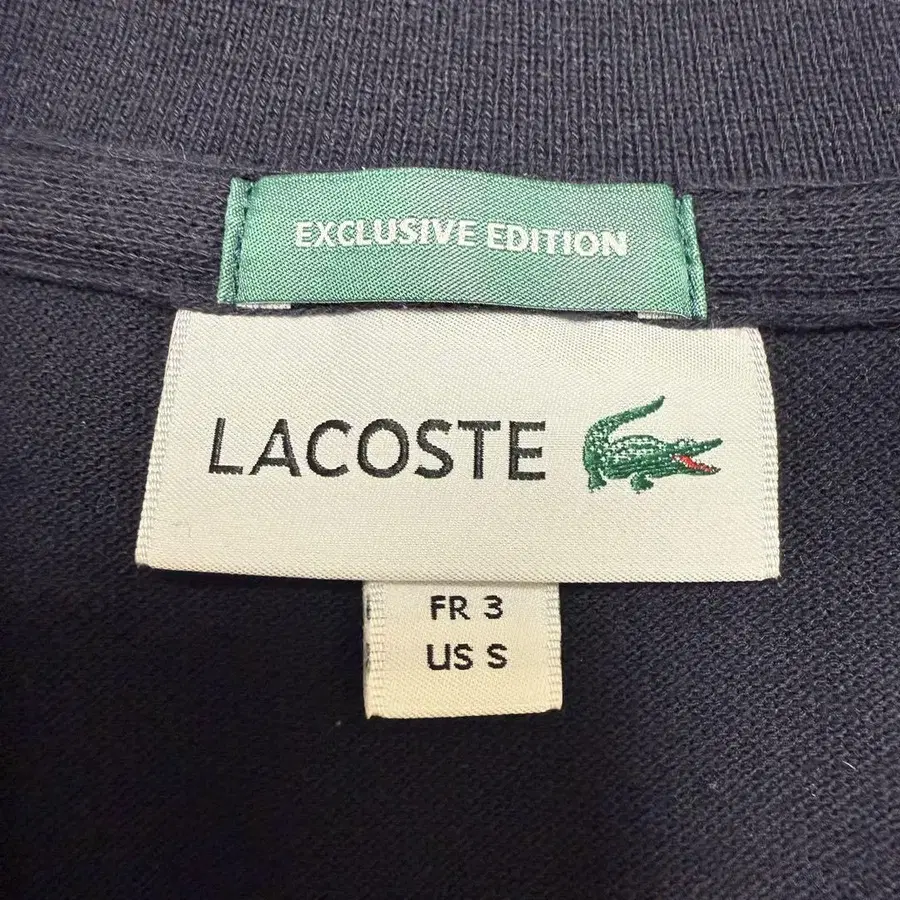 EXCLUSIVE EDITION
LACOSTE
FR 3
US S